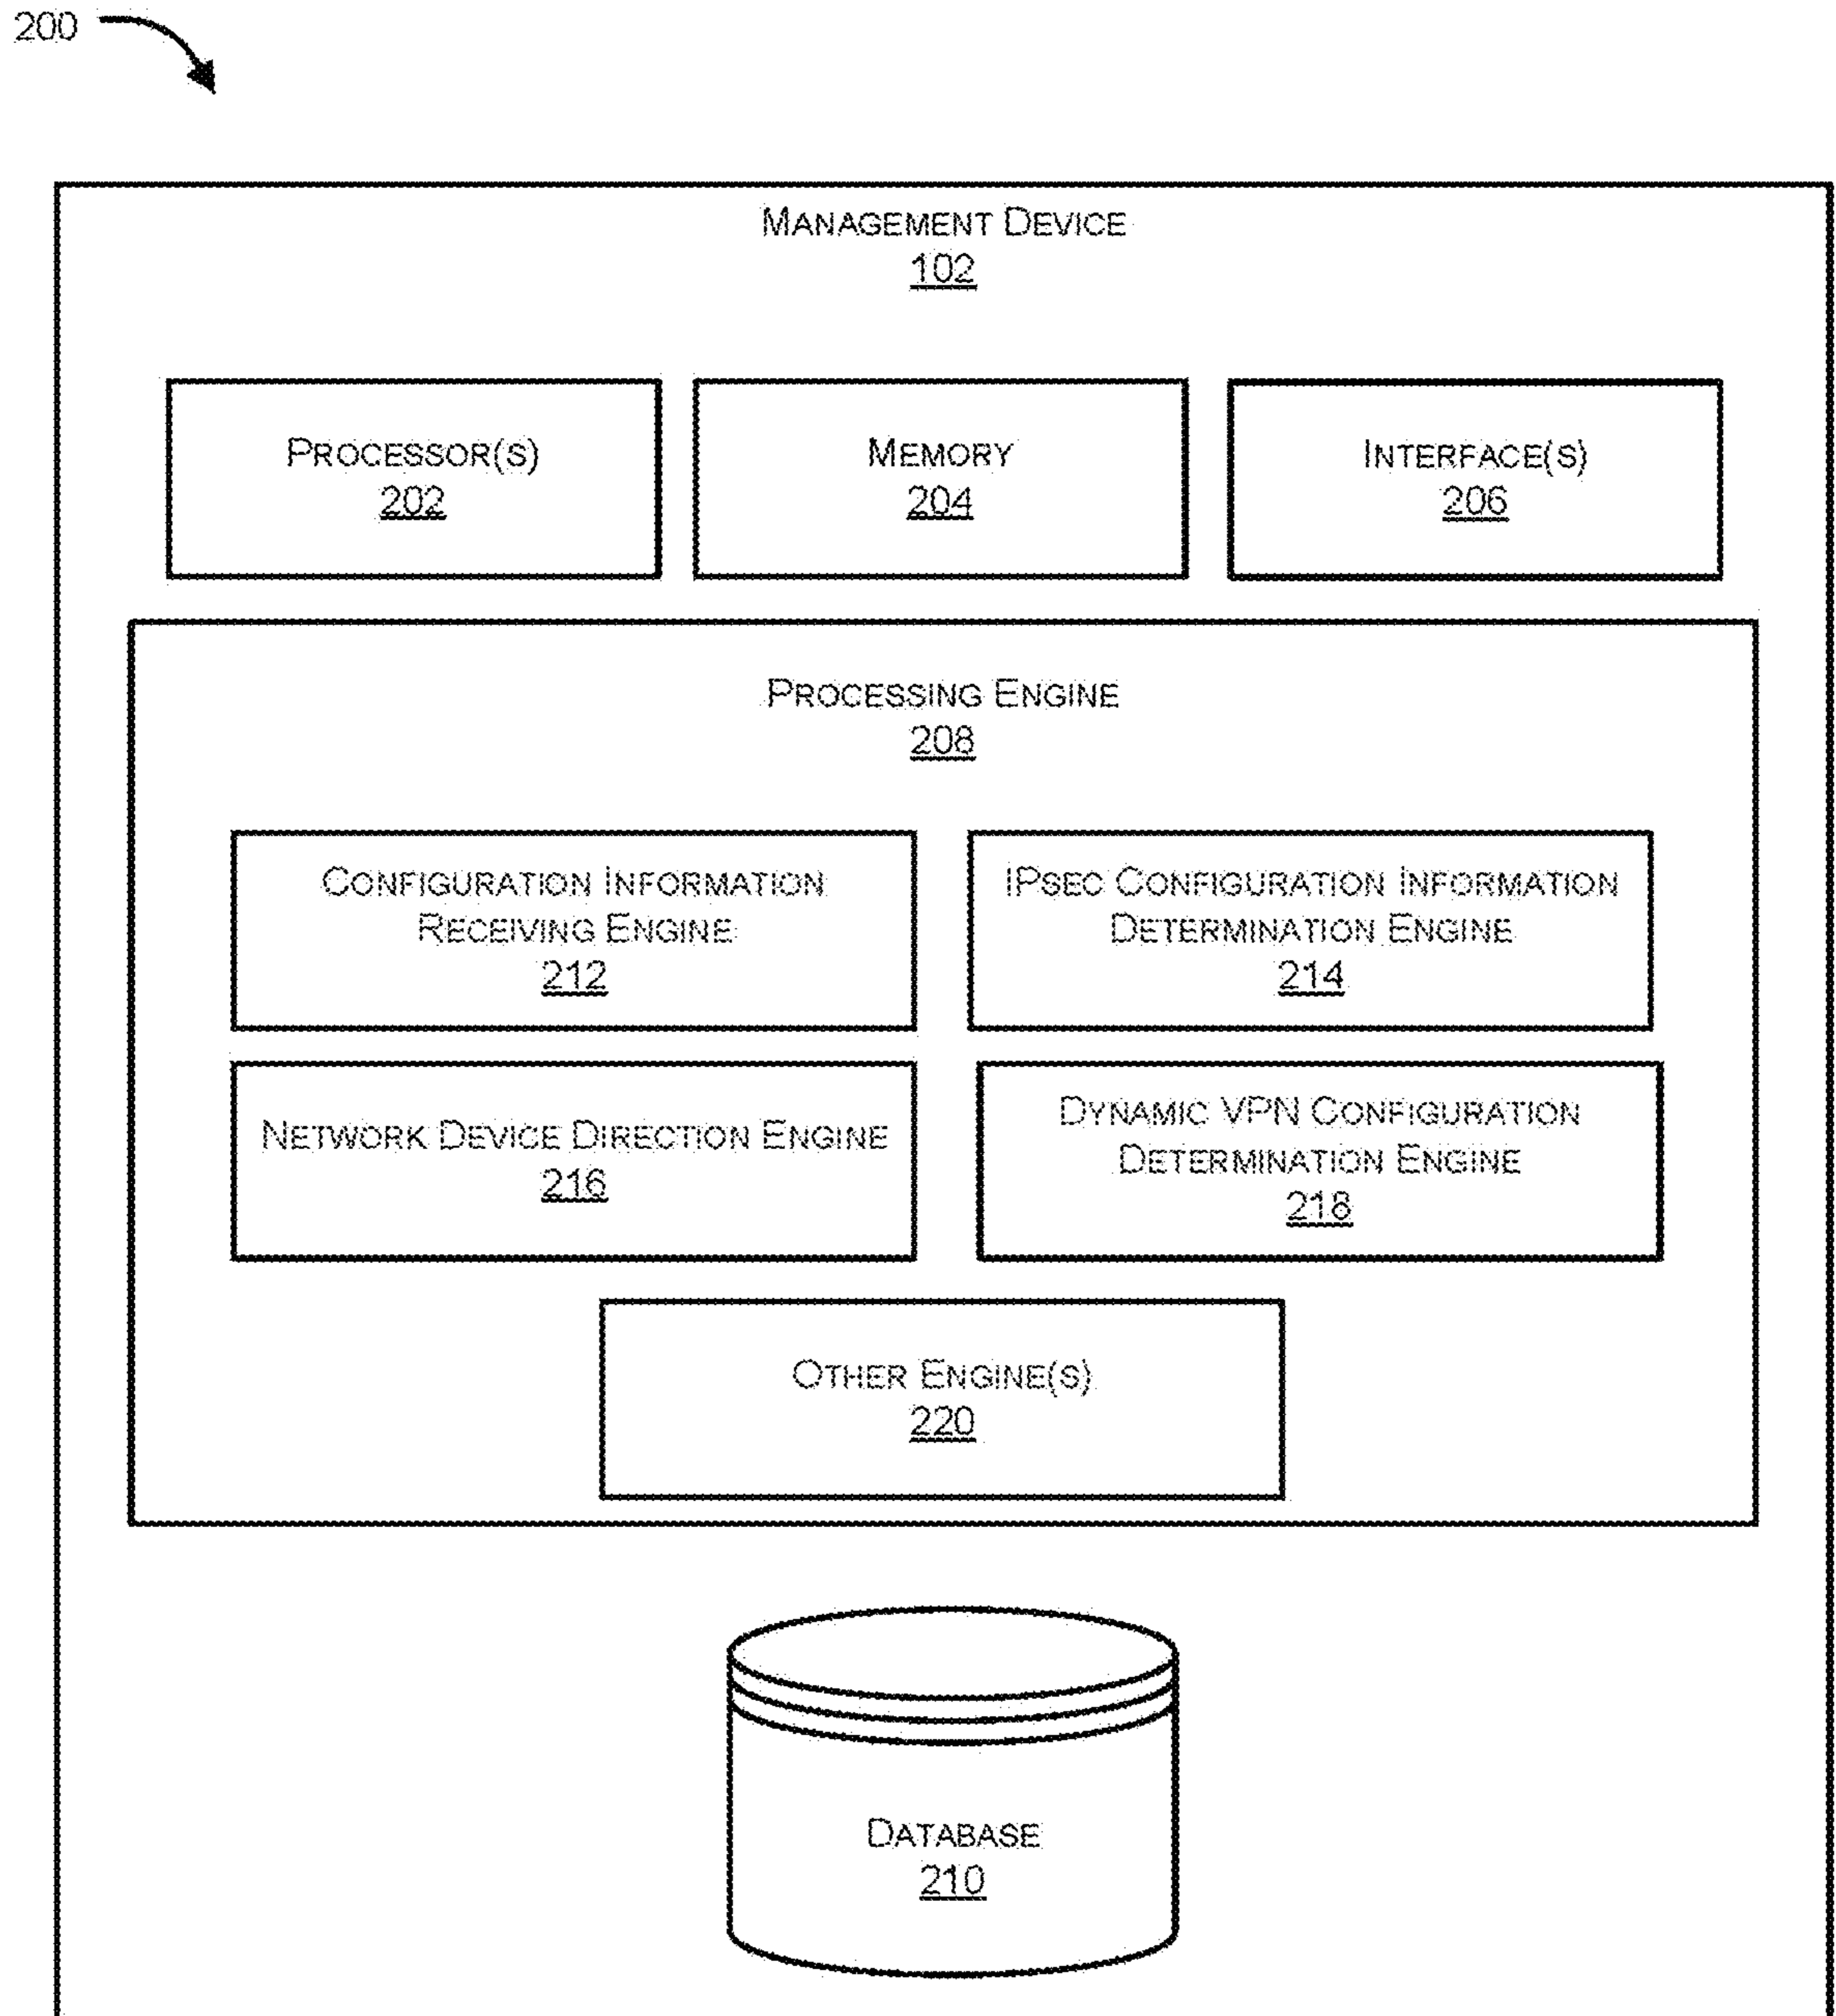 200
MANAGEMENT DEVICE
102
PROCESSOR(S)
202
MEMORY
204
INTERFACE(S)
206
PROCESSING ENGINE
208
CONFIGURATION INFORMATION
RECEIVING ENGINE
212
IPSEC CONFIGURATION INFORMATION
DETERMINATION ENGINE
214
NETWORK DEVICE DIRECTION ENGINE
216
DYNAMIC VPN CONFIGURATION
DETERMINATION ENGINE
218
OTHER ENGINE(S)
220
DATABASE
210